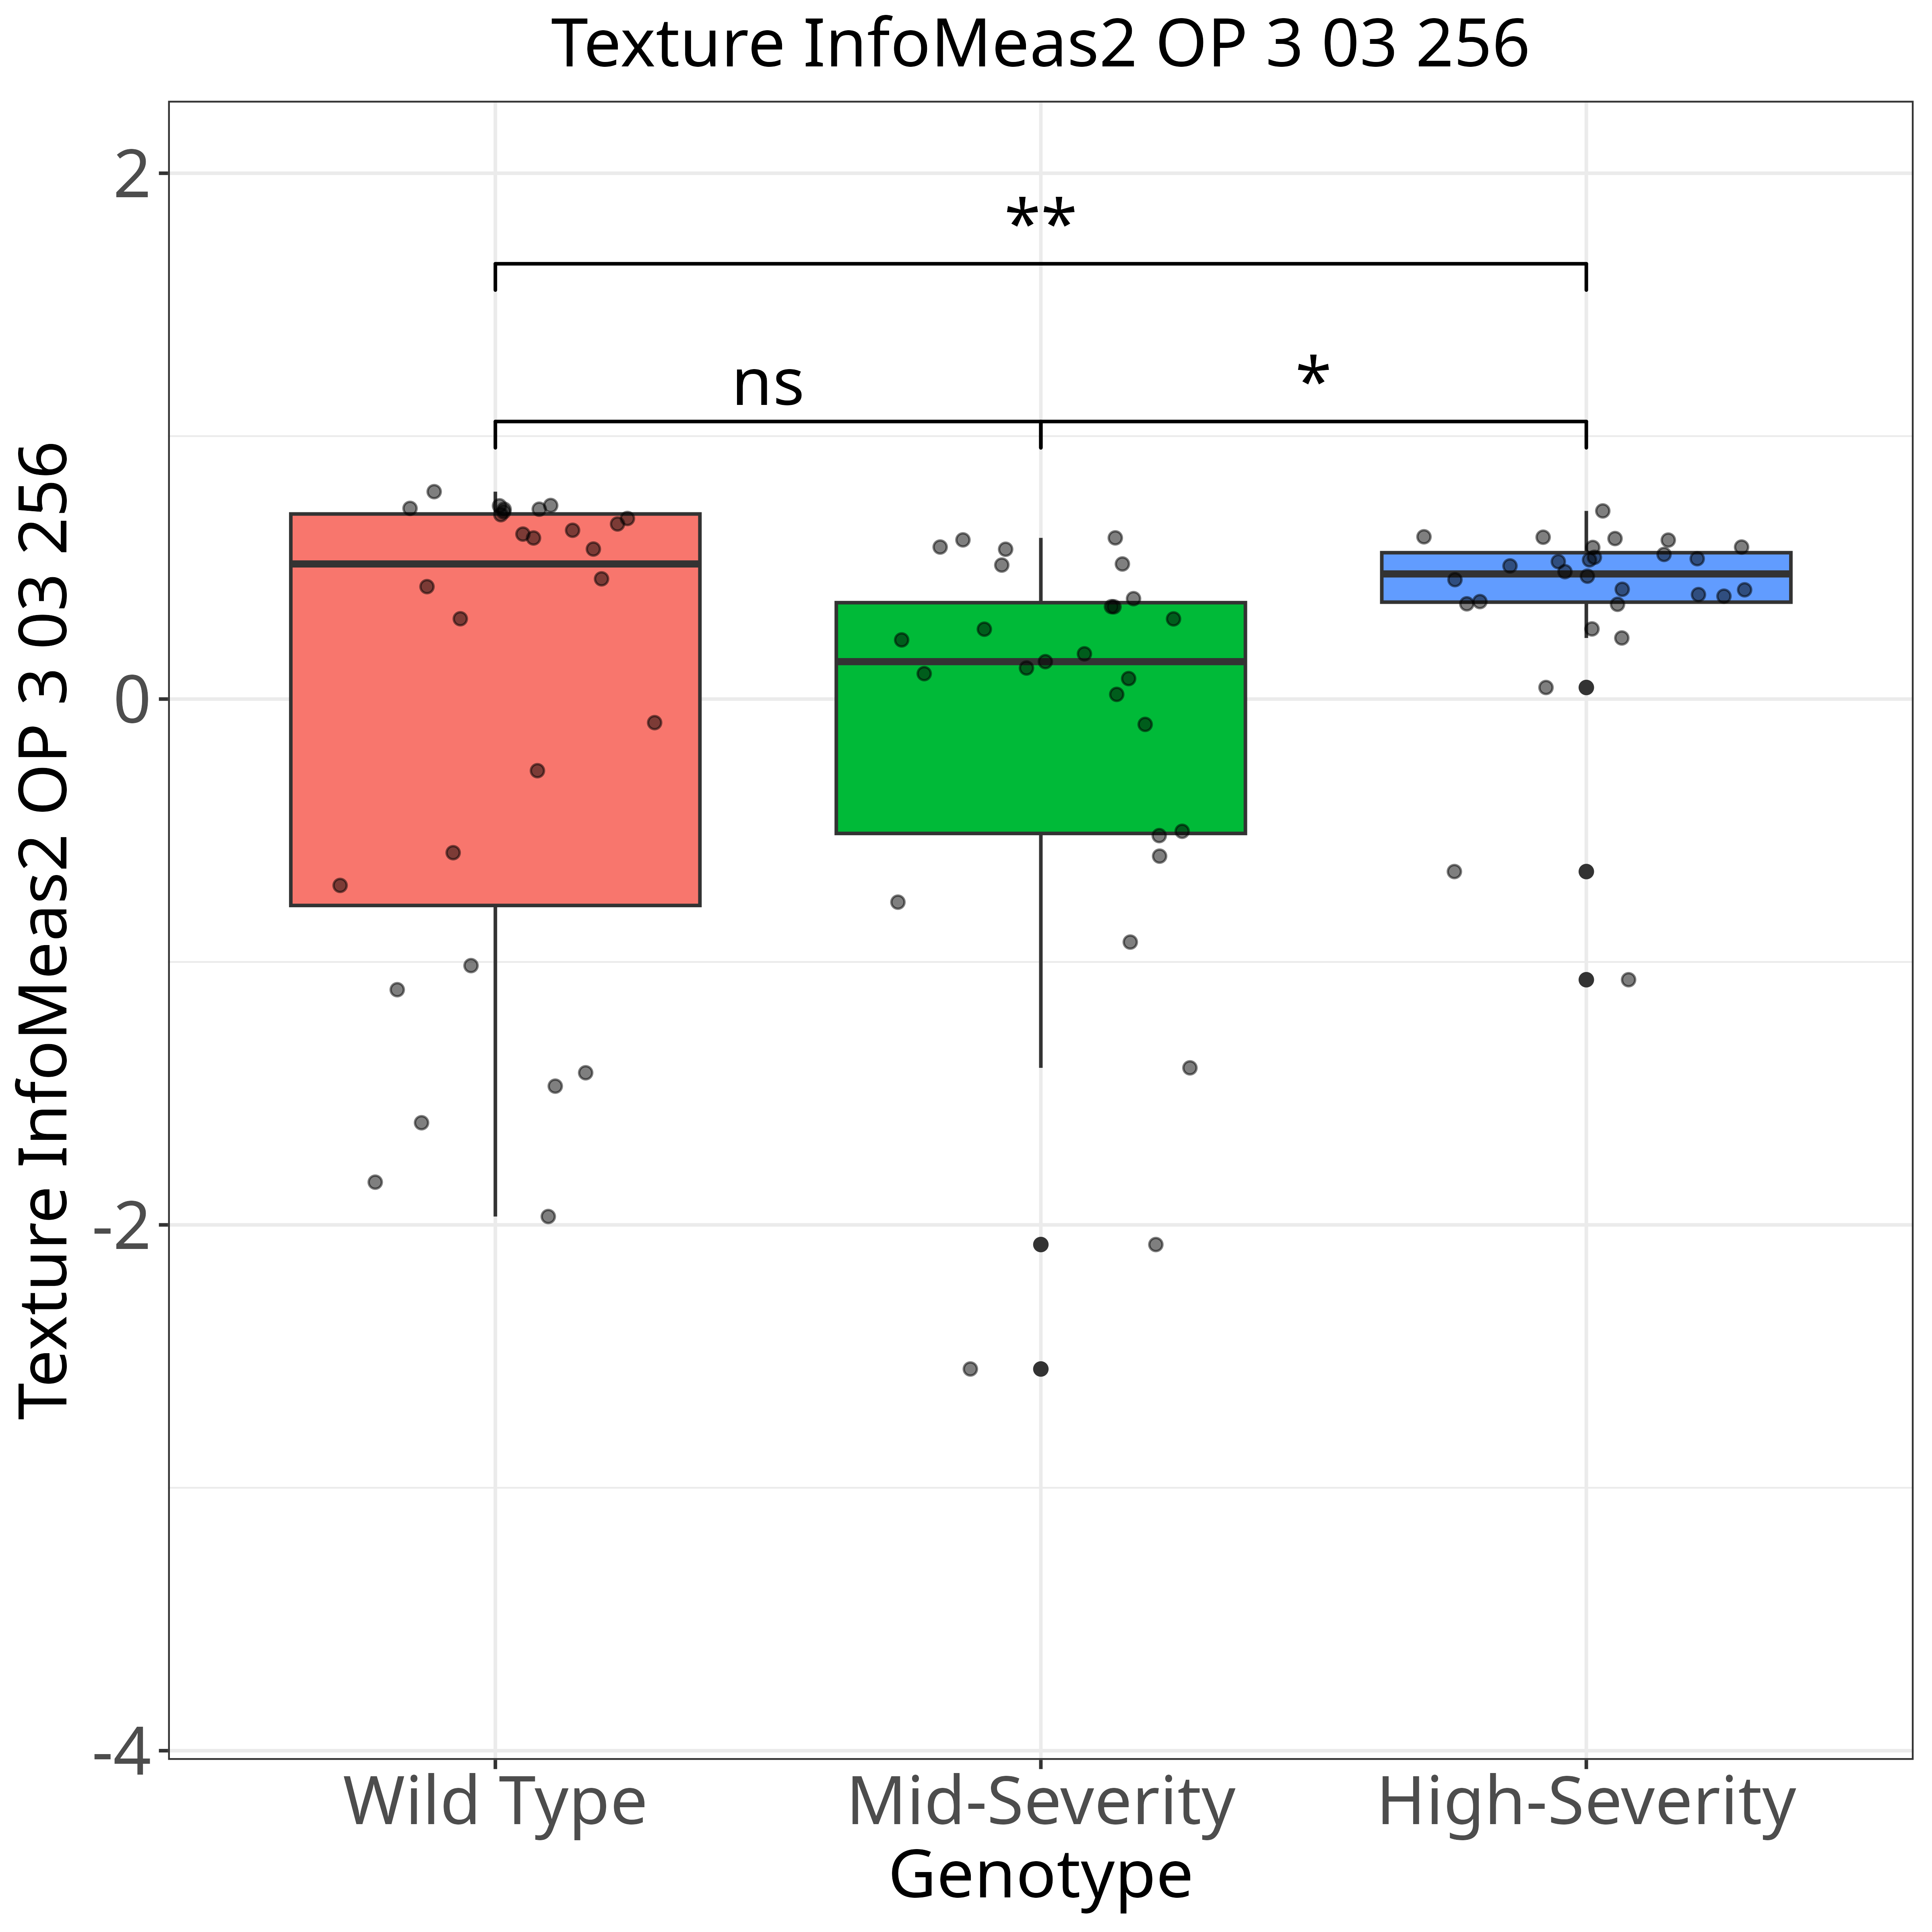 Texture InfoMeas2 OP 3 03 256
Texture InfoMeas2 OP 3 03 256
2
0
-2
-4
**
ns
*
Wild Type
Mid-Severity
High-Severity
Genotype